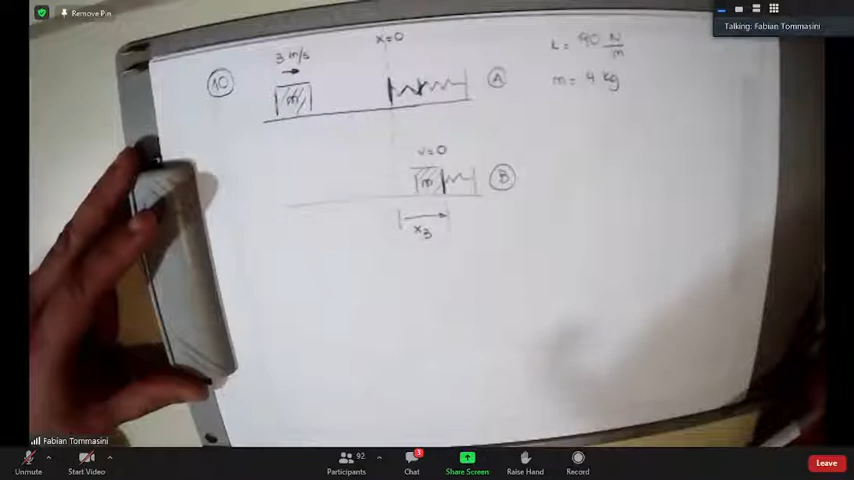 Remove Pin
Talking: Fabian Tommasini
10
3 m/s
m
x=0
A
k = 90 N/m
m = 4 kg
v=0
m
B
x3
Fabian Tommasini
Unmute
Start Video
92
Participants
3
Chat
Share Screen
Raise Hand
Record
Leave